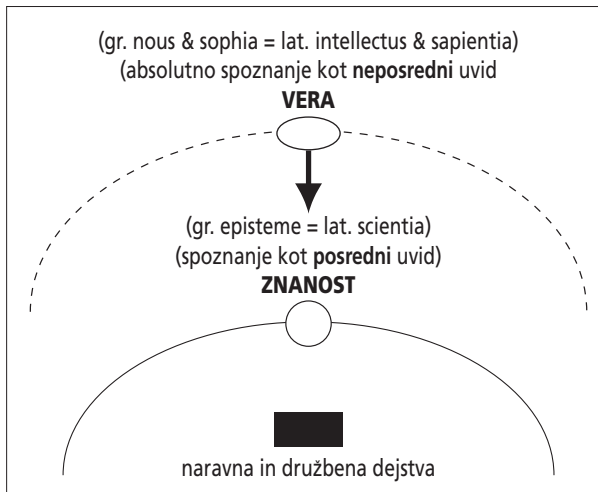 (gr. nous & sophia = lat. intellectus & sapientia)
(absolutno spoznanje kot neposredni uvid
VERA
(gr. episteme = lat. scientia)
(spoznanje kot posredni uvid)
ZNANOST
naravna in družbena dejstva